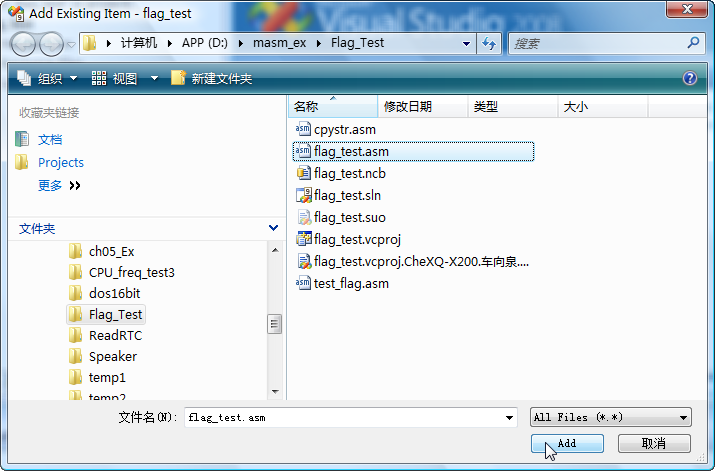 Add Existing Item - flag_test
Visual Studio 2008
计算机 ▸ APP (D:) ▸ masm_ex ▸ Flag_Test
搜索
组织 视图 新建文件夹
收藏夹链接
文档
Projects
更多 >>
文件夹
ch05_Ex
CPU_freq_test3
dos16bit
Flag_Test
ReadRTC
Speaker
temp1
temp2
名称 修改日期 类型 大小
cpystr.asm
flag_test.asm
flag_test.ncb
flag_test.sln
flag_test.suo
flag_test.vcproj
flag_test.vcproj.CheXQ-X200.车向泉....
test_flag.asm
文件名(N): flag_test.asm
All Files (*.*)
Add 取消